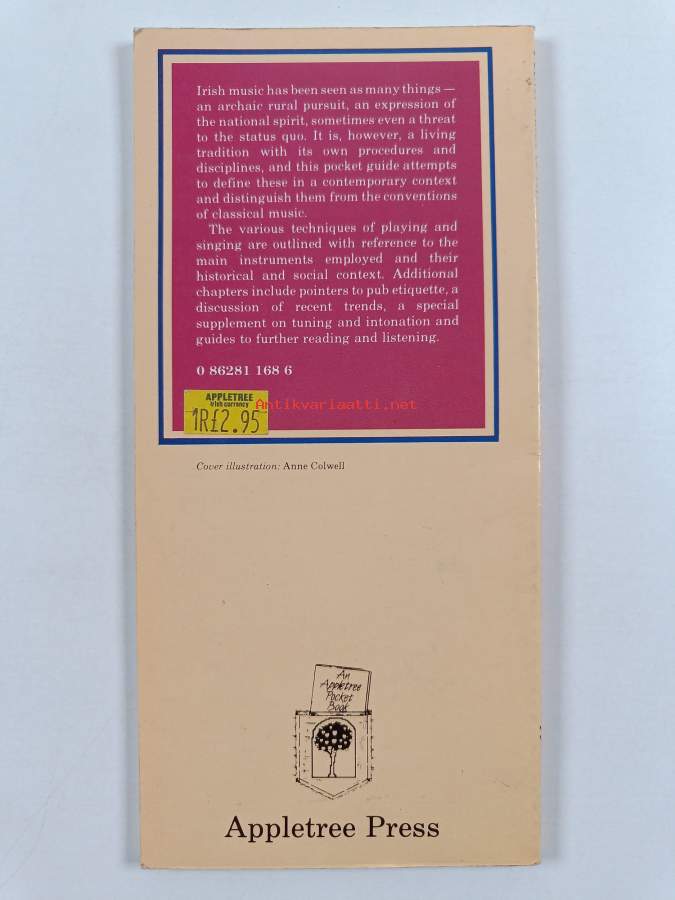 Irish music has been seen as many things —
an archaic rural pursuit, an expression of
the national spirit, sometimes even a threat
to the status quo. It is, however, a living
tradition with its own procedures and
disciplines, and this pocket guide attempts
to define these in a contemporary context
and distinguish them from the conventions
of classical music.
The various techniques of playing and
singing are outlined with reference to the
main instruments employed and their
historical and social context. Additional
chapters include pointers to pub etiquette, a
discussion of recent trends, a special
supplement on tuning and intonation and
guides to further reading and listening.
0 86281 168 6
APPLETREE
Irish currency
IR£2.95
Antikvariaatti.net
Cover illustration: Anne Colwell
An
Appletree
Pocket
Book
Appletree Press